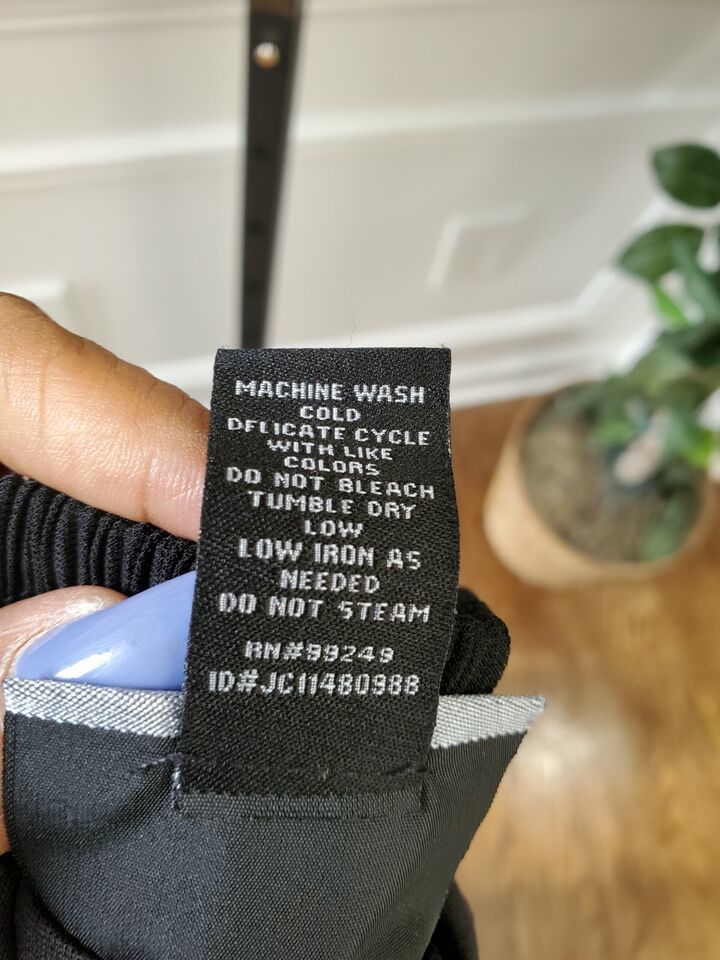 MACHINE WASH
COLD
DELICATE CYCLE
WITH LIKE
COLORS
DO NOT BLEACH
TUMBLE DRY
LOW
LOW IRON AS
NEEDED
DO NOT STEAM
RN#99249
ID#JC11480988